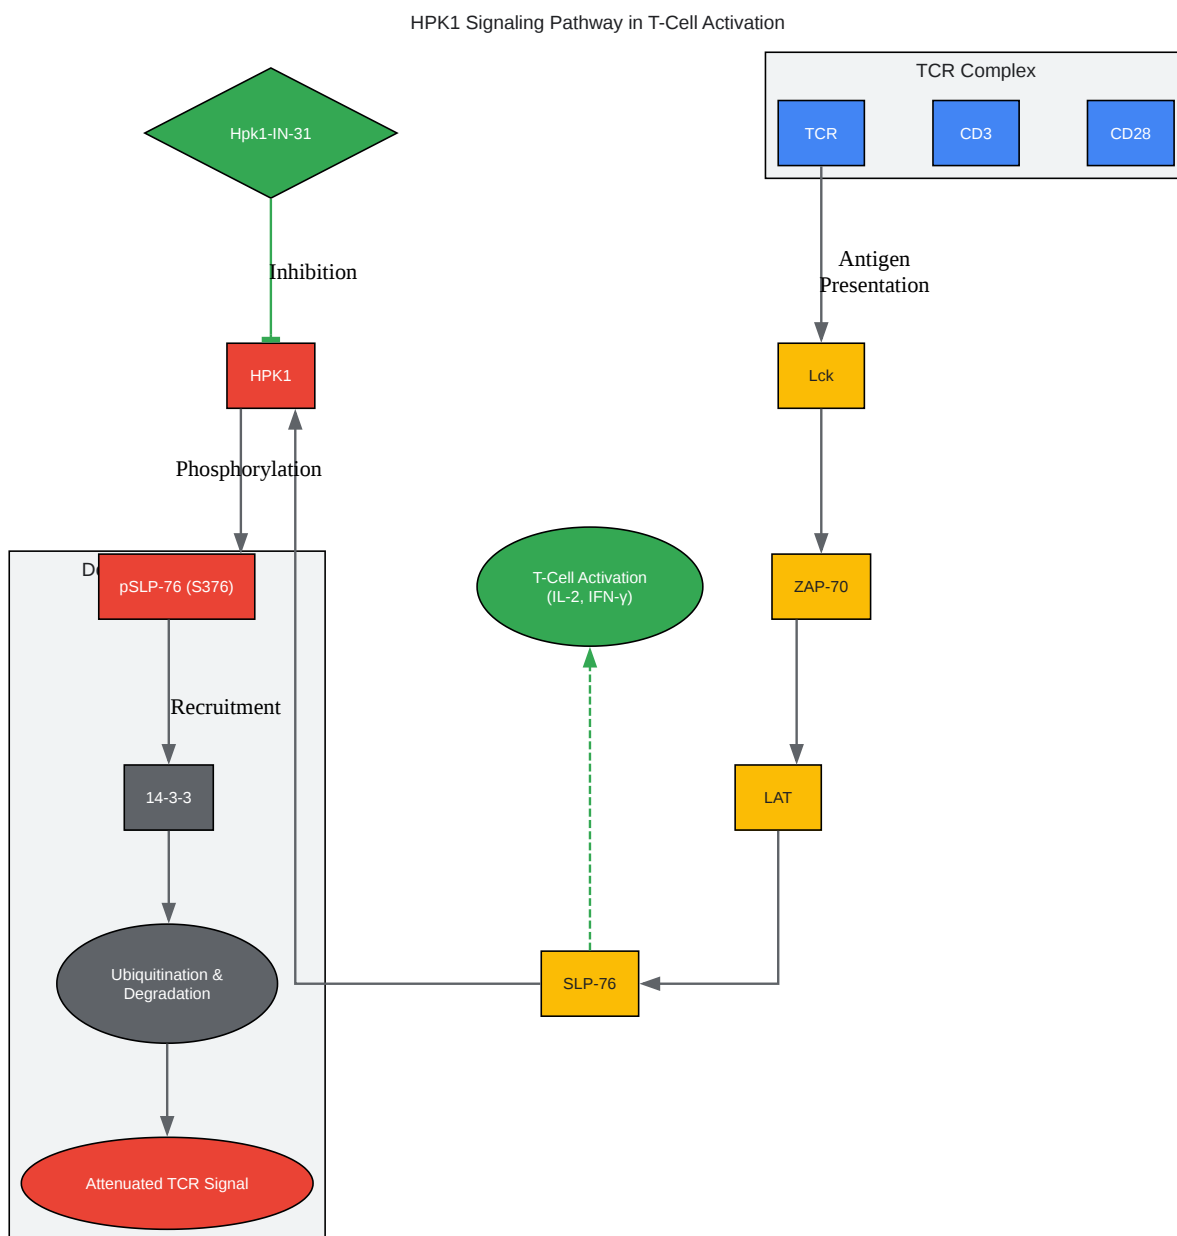 HPK1 Signaling Pathway in T-Cell Activation
TCR Complex
Hpk1-IN-31
TCR
CD3
CD28
Inhibition
Antigen
Presentation
HPK1
Lck
Phosphorylation
pSLP-76 (S376)
T-Cell Activation
(IL-2, IFN-γ)
ZAP-70
Recruitment
14-3-3
LAT
Ubiquitination &
Degradation
SLP-76
Attenuated TCR Signal